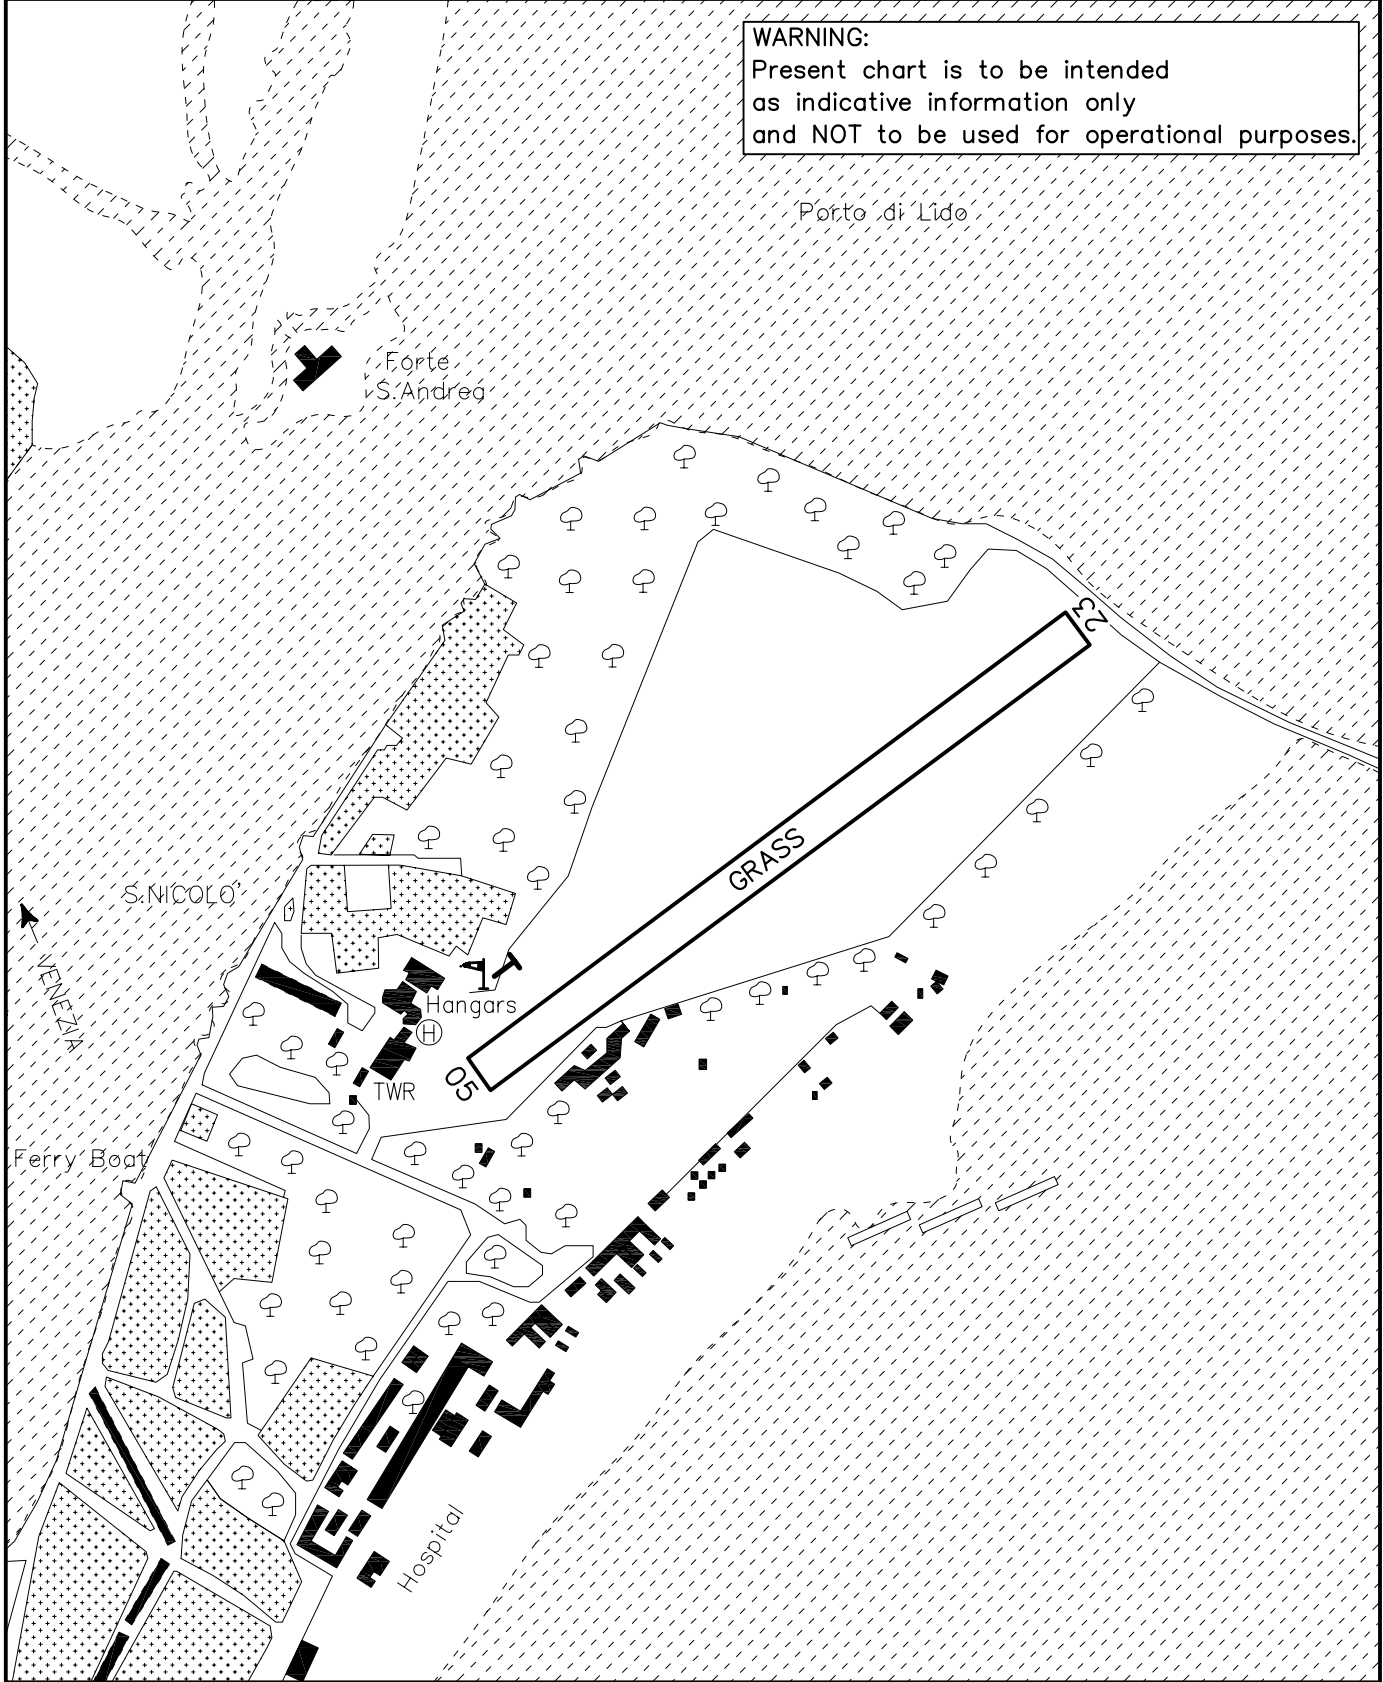 WARNING:
Present chart is to be intended
as indicative information only
and NOT to be used for operational purposes.
Porto di Lido
Forte
S.Andrea
23
GRASS
S.NICOLO'
VENEZIA
Hangars
H
TWR
05
Ferry Boat
Hospital